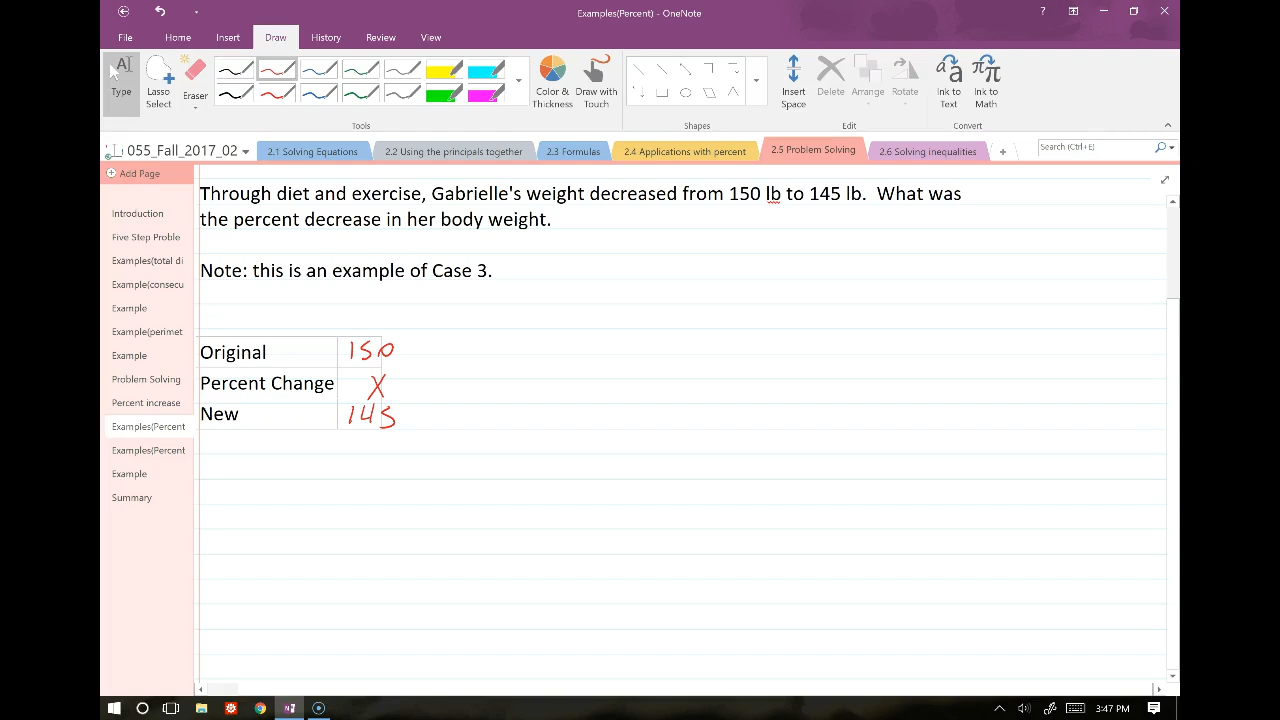 Examples(Percent) - OneNote
?
File Home Insert Draw History Review View
Type
Lasso Select
Eraser
Color & Thickness
Draw with Touch
Insert Space
Delete
Arrange
Rotate
Ink to Text
Ink to Math
Tools
Shapes
Edit
Convert
055_Fall_2017_02
2.1 Solving Equations
2.2 Using the principals together
2.3 Formulas
2.4 Applications with percent
2.5 Problem Solving
2.6 Solving inequalities
Search (Ctrl+E)
Add Page
Introduction
Five Step Proble
Examples(total di
Example(consecu
Example
Example(perimet
Example
Problem Solving
Percent increase
Examples(Percent
Examples(Percent
Example
Summary
Through diet and exercise, Gabrielle's weight decreased from 150 lb to 145 lb.  What was
the percent decrease in her body weight.
Note: this is an example of Case 3.
Original 150
Percent Change X
New 145
3:47 PM